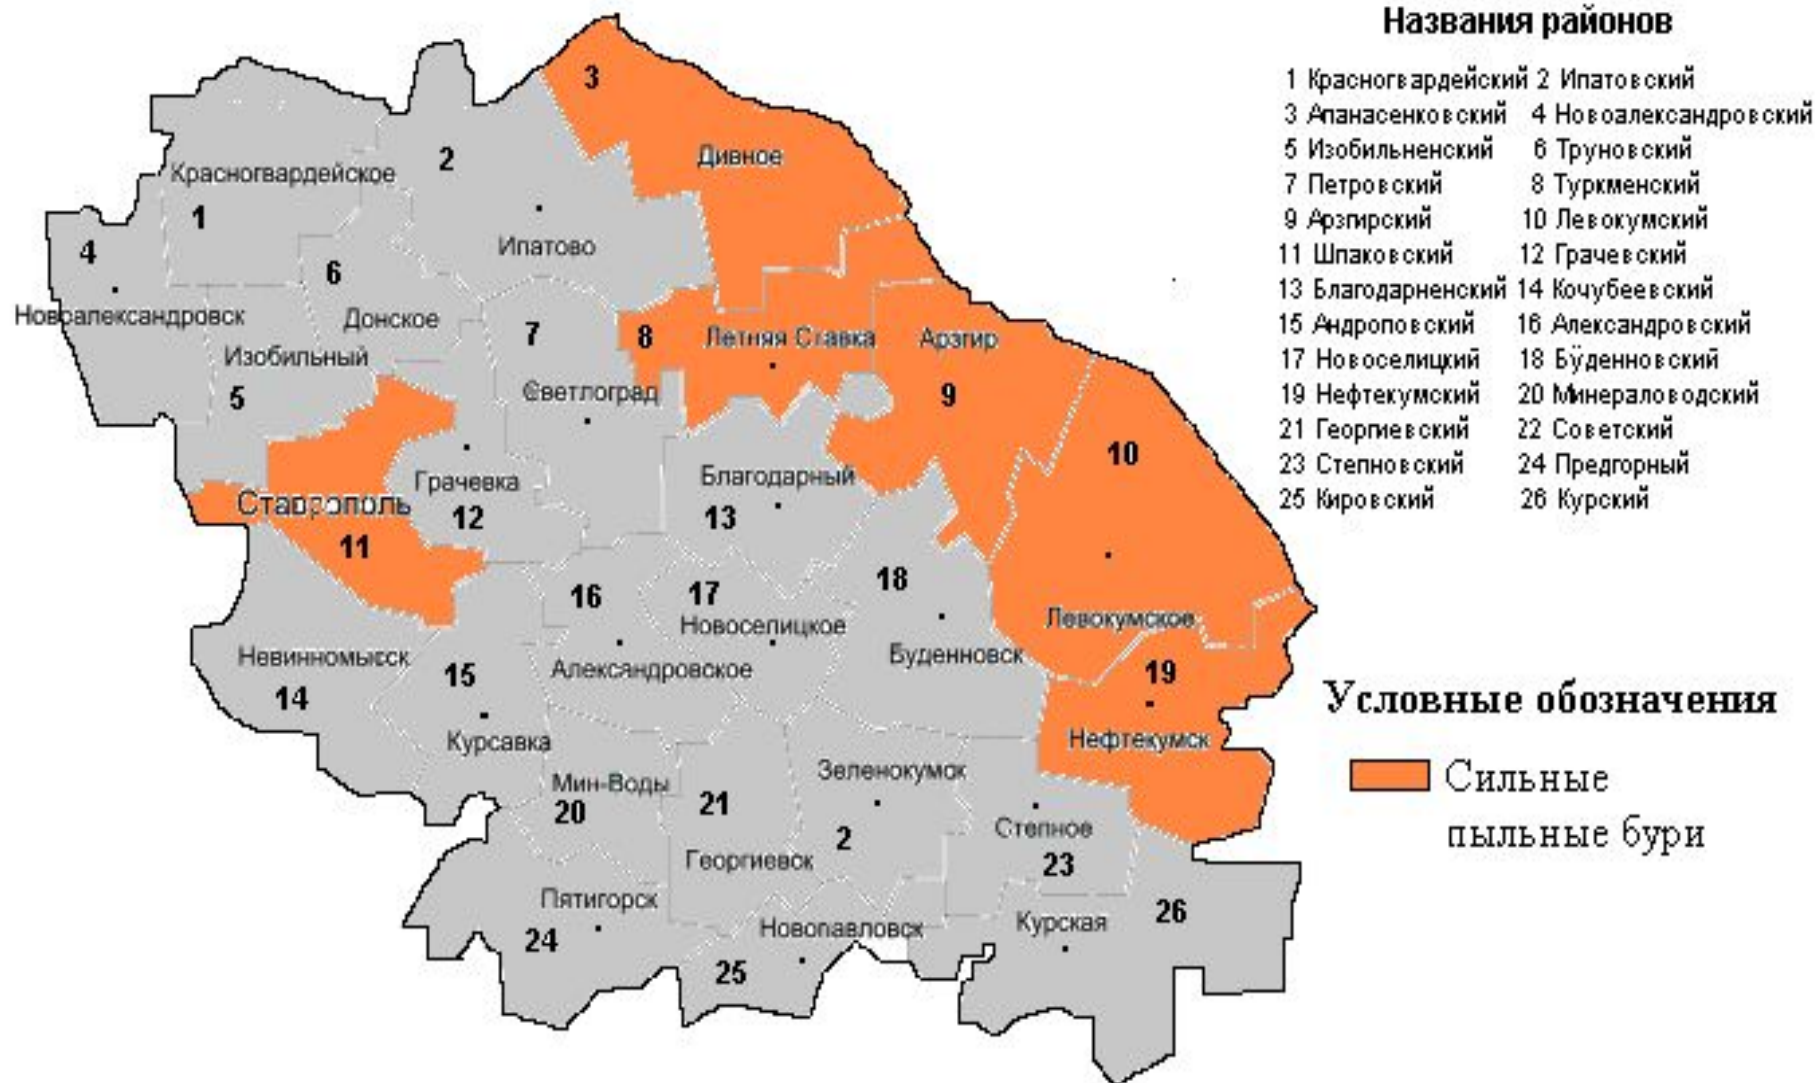 Названия районов
1 Красногвардейский 2 Ипатовский
3 Апанасенковский 4 Новоалександровский
5 Изобильненский 6 Труновский
7 Петровский 8 Туркменский
9 Арзгирский 10 Левокумский
11 Шпаковский 12 Грачевский
13 Благодарненский 14 Кочубеевский
15 Андроповский 16 Александровский
17 Новоселицкий 18 Буденновский
19 Нефтекумский 20 Минераловодский
21 Георгиевский 22 Советский
23 Степновский 24 Предгорный
25 Кировский 26 Курский
3
Дивное
2
Красногвардейское
1
4
Ипатово
6
Новоалександровск
Донское
7
8
Летняя Ставка
Арзгир
Изобильный
5
Светлоград
9
10
Грачевка
Благодарный
Ставрополь
12
13
11
16
17
18
Левокумское
Новоселицкое
Невинномысск
14
15
Александровское
Буденновск
19
Курсавка
Нефтекумск
Мин-Воды
20
21
Зеленокумск
2
Степное
23
Георгиевск
Пятигорск
24
Новопавловск
25
Курская
26
Условные обозначения
Сильные
пыльные бури